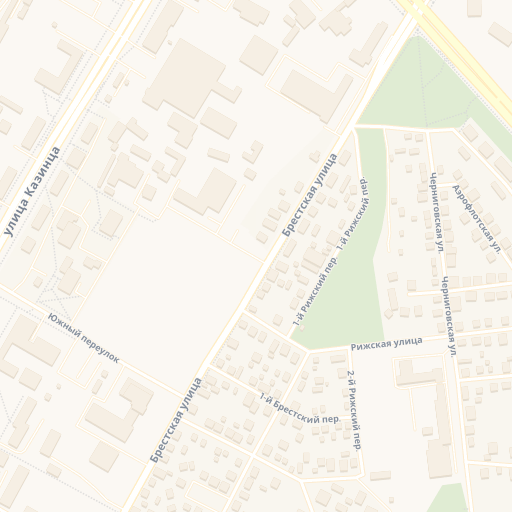 улица Казинца
Брестская улица
1-й Рижский пер.
1-й Рижский пер
Черниговская ул.
Аэрофлотская ул.
Черниговская ул.
Рижская улица
Южный переулок
2-й Рижский пер.
1-й Брестский пер.
Брестская улица